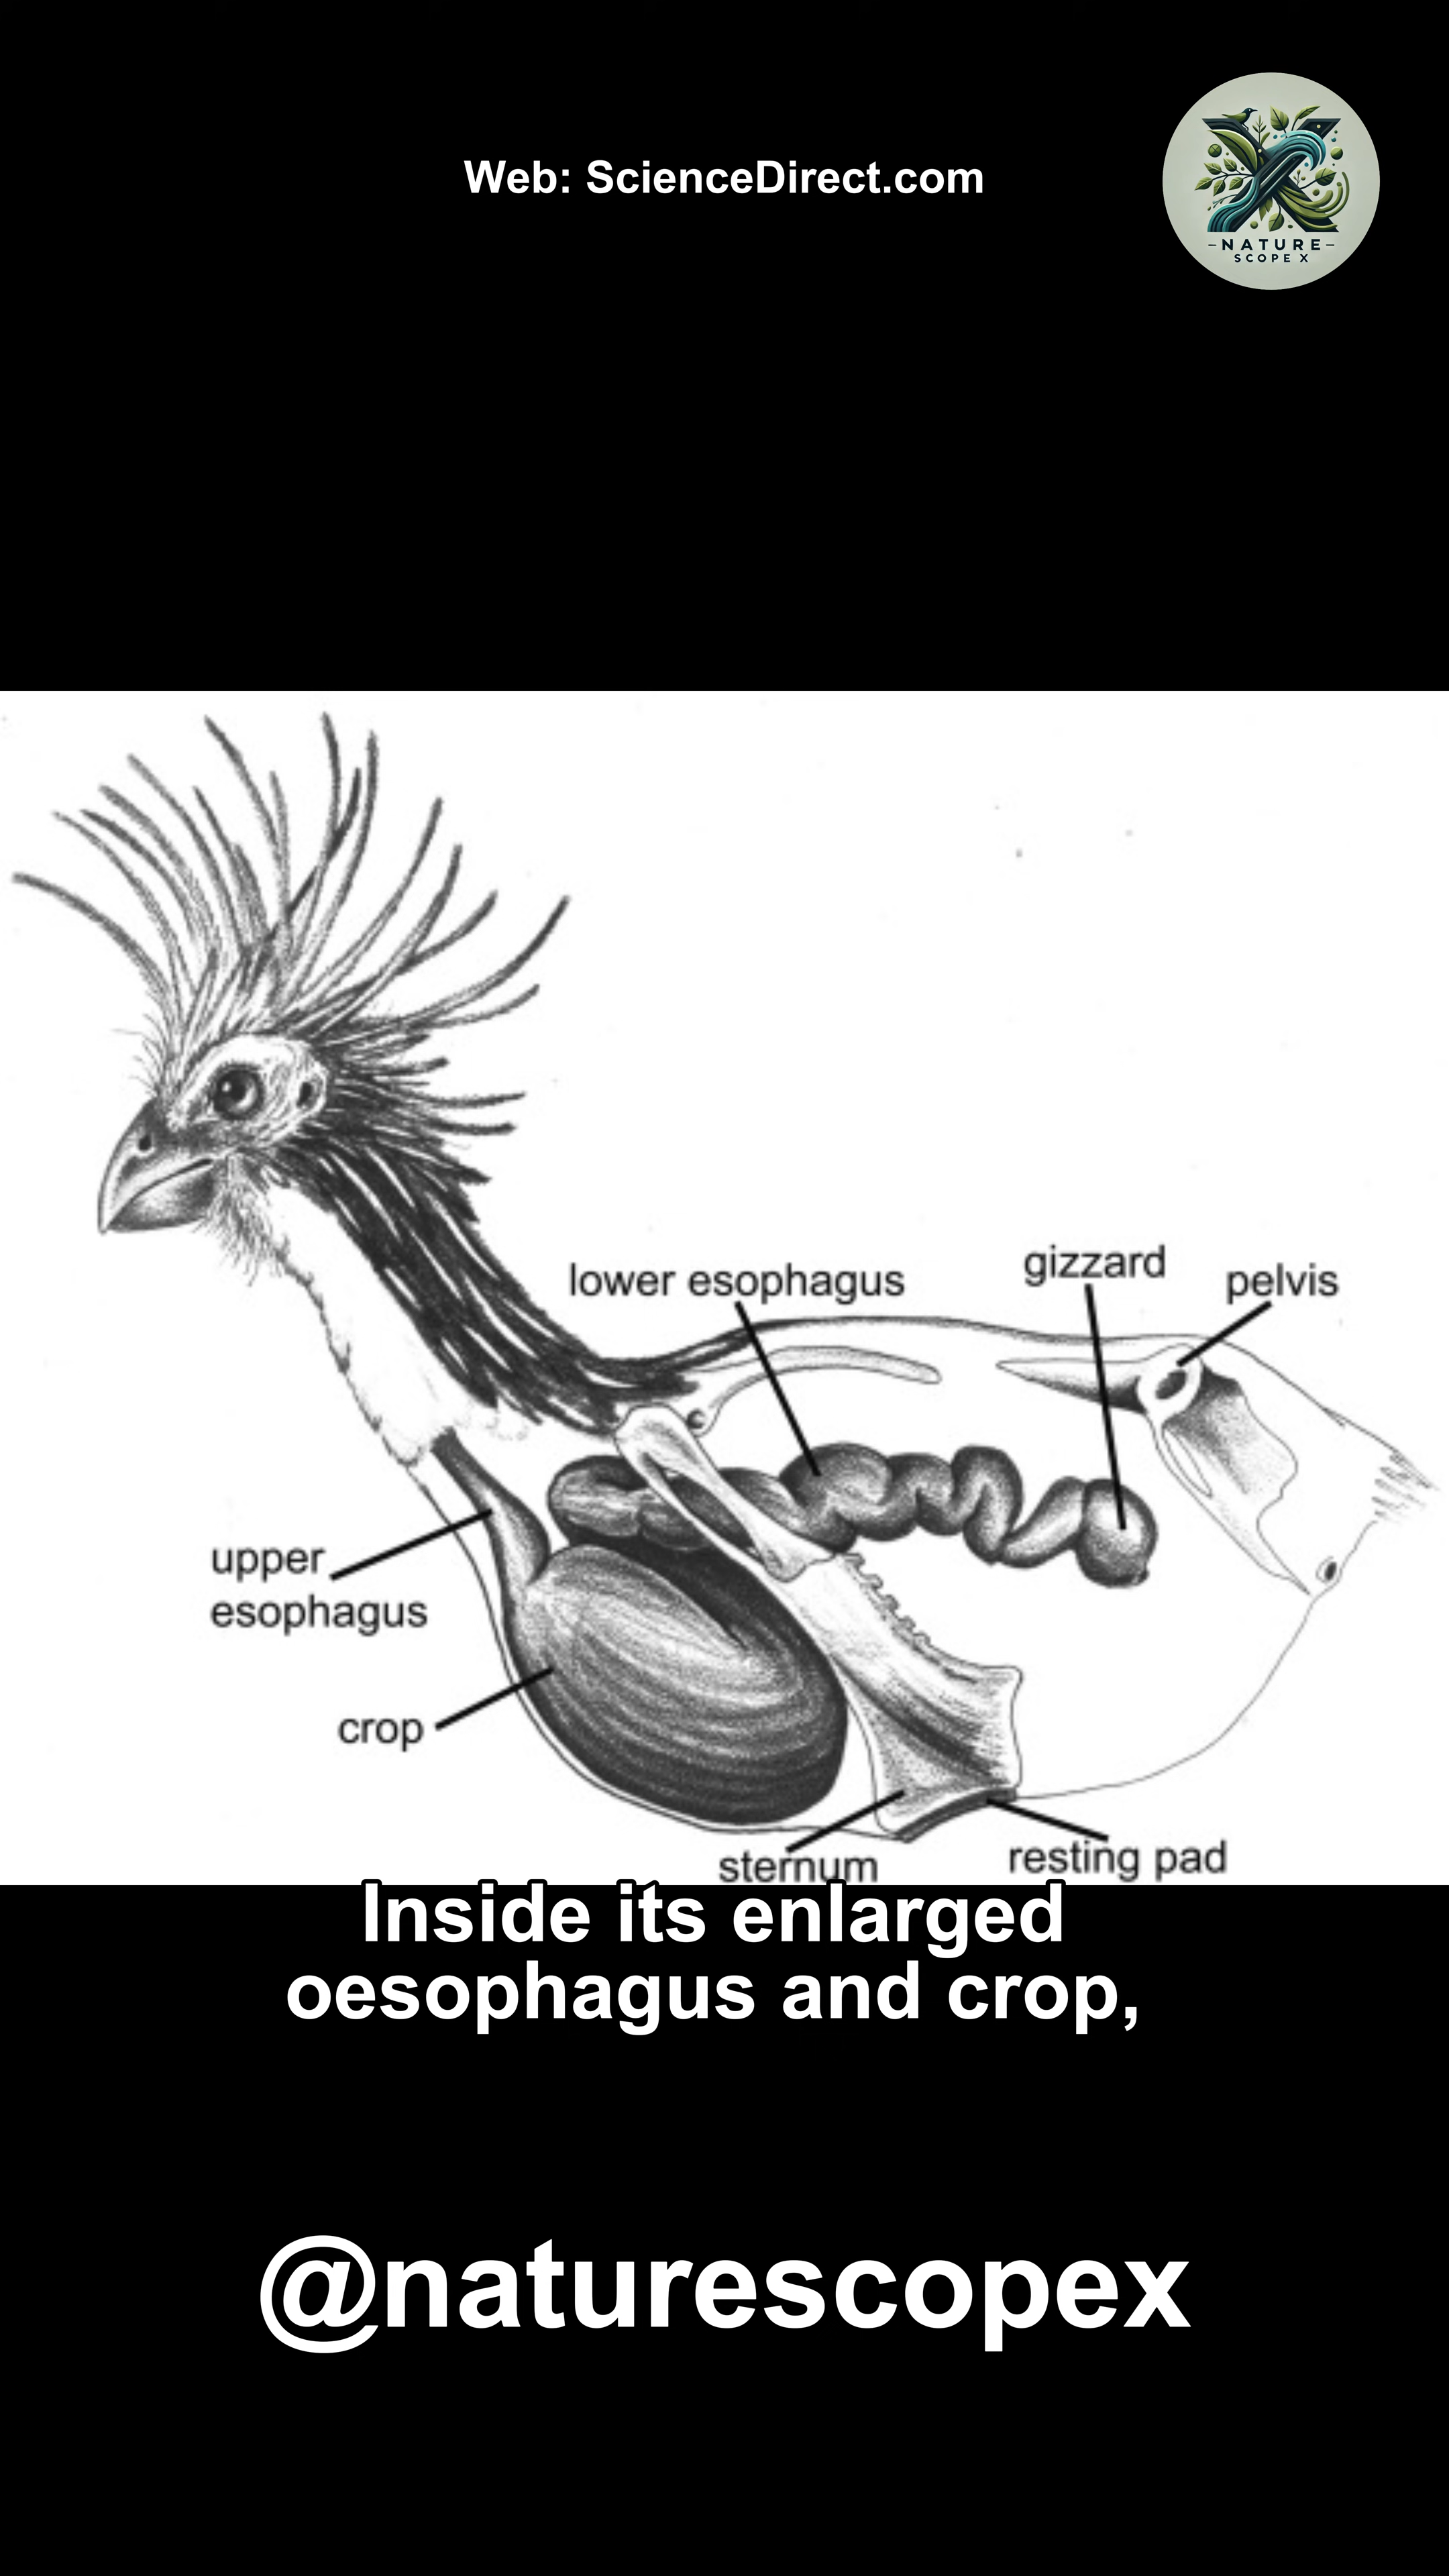 Web: ScienceDirect.com
-NATURE-
SCOPE X
lower esophagus
gizzard
pelvis
upper
esophagus
crop
sternum
resting pad
Inside its enlarged
oesophagus and crop,
@naturescopex